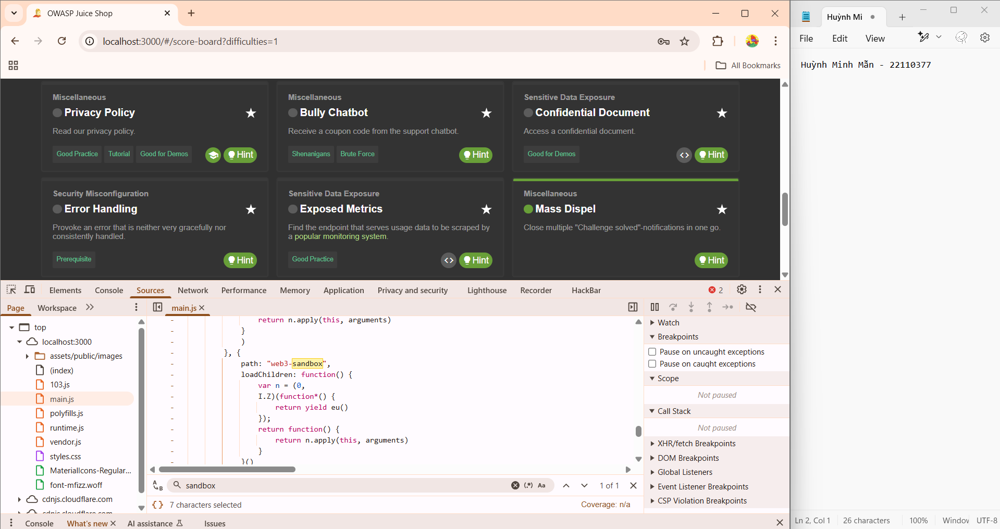 OWASP Juice Shop
localhost:3000/#/score-board?difficulties=1
All Bookmarks
Miscellaneous
Privacy Policy
Read our privacy policy.
Good Practice Tutorial Good for Demos Hint
Miscellaneous
Bully Chatbot
Receive a coupon code from the support chatbot.
Shenanigans Brute Force Hint
Sensitive Data Exposure
Confidential Document
Access a confidential document.
Good for Demos <> Hint
Security Misconfiguration
Error Handling
Provoke an error that is neither very gracefully nor
consistently handled.
Prerequisite Hint
Sensitive Data Exposure
Exposed Metrics
Find the endpoint that serves usage data to be scraped by
a popular monitoring system.
Good Practice <> Hint
Miscellaneous
Mass Dispel
Close multiple "Challenge solved"-notifications in one go.
Hint
Elements Console Sources Network Performance Memory Application Privacy and security Lighthouse Recorder HackBar 2
Page Workspace
top
localhost:3000
assets/public/images
(index)
103.js
main.js
polyfills.js
runtime.js
vendor.js
styles.css
MaterialIcons-Regular...
font-mfizz.woff
cdnjs.cloudflare.com
cdnjs.cloudflare.com
main.js
- return n.apply(this, arguments)
- }
- )
- }, {
- path: "web3-sandbox",
- loadChildren: function() {
- var n = (0,
- I.Z)(function*() {
- return yield eu()
- });
- return function() {
- return n.apply(this, arguments)
- }
- }()
sandbox (.*) Aa 1 of 1
{} 7 characters selected Coverage: n/a
Watch
Breakpoints
Pause on uncaught exceptions
Pause on caught exceptions
Scope
Not paused
Call Stack
Not paused
XHR/fetch Breakpoints
DOM Breakpoints
Global Listeners
Event Listener Breakpoints
CSP Violation Breakpoints
Console What's new AI assistance Issues
Huỳnh Mi
File Edit View
Huỳnh Minh Mẫn - 22110377
Ln 2, Col 1 26 characters 100% Window UTF-8